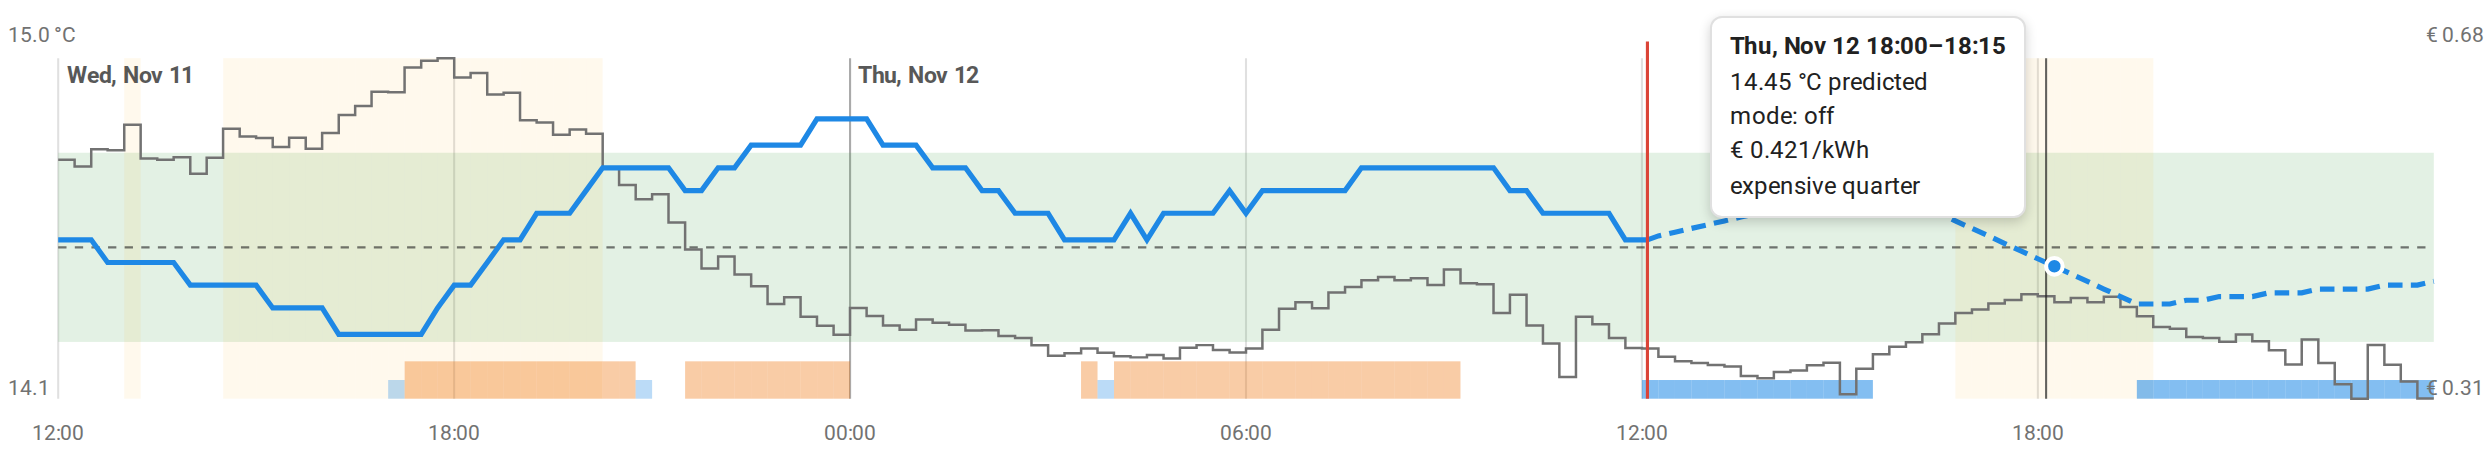 15.0 °C
€ 0.68
Wed, Nov 11
Thu, Nov 12
Thu, Nov 12 18:00–18:15
14.45 °C predicted
mode: off
€ 0.421/kWh
expensive quarter
14.1
€ 0.31
12:00
18:00
00:00
06:00
12:00
18:00